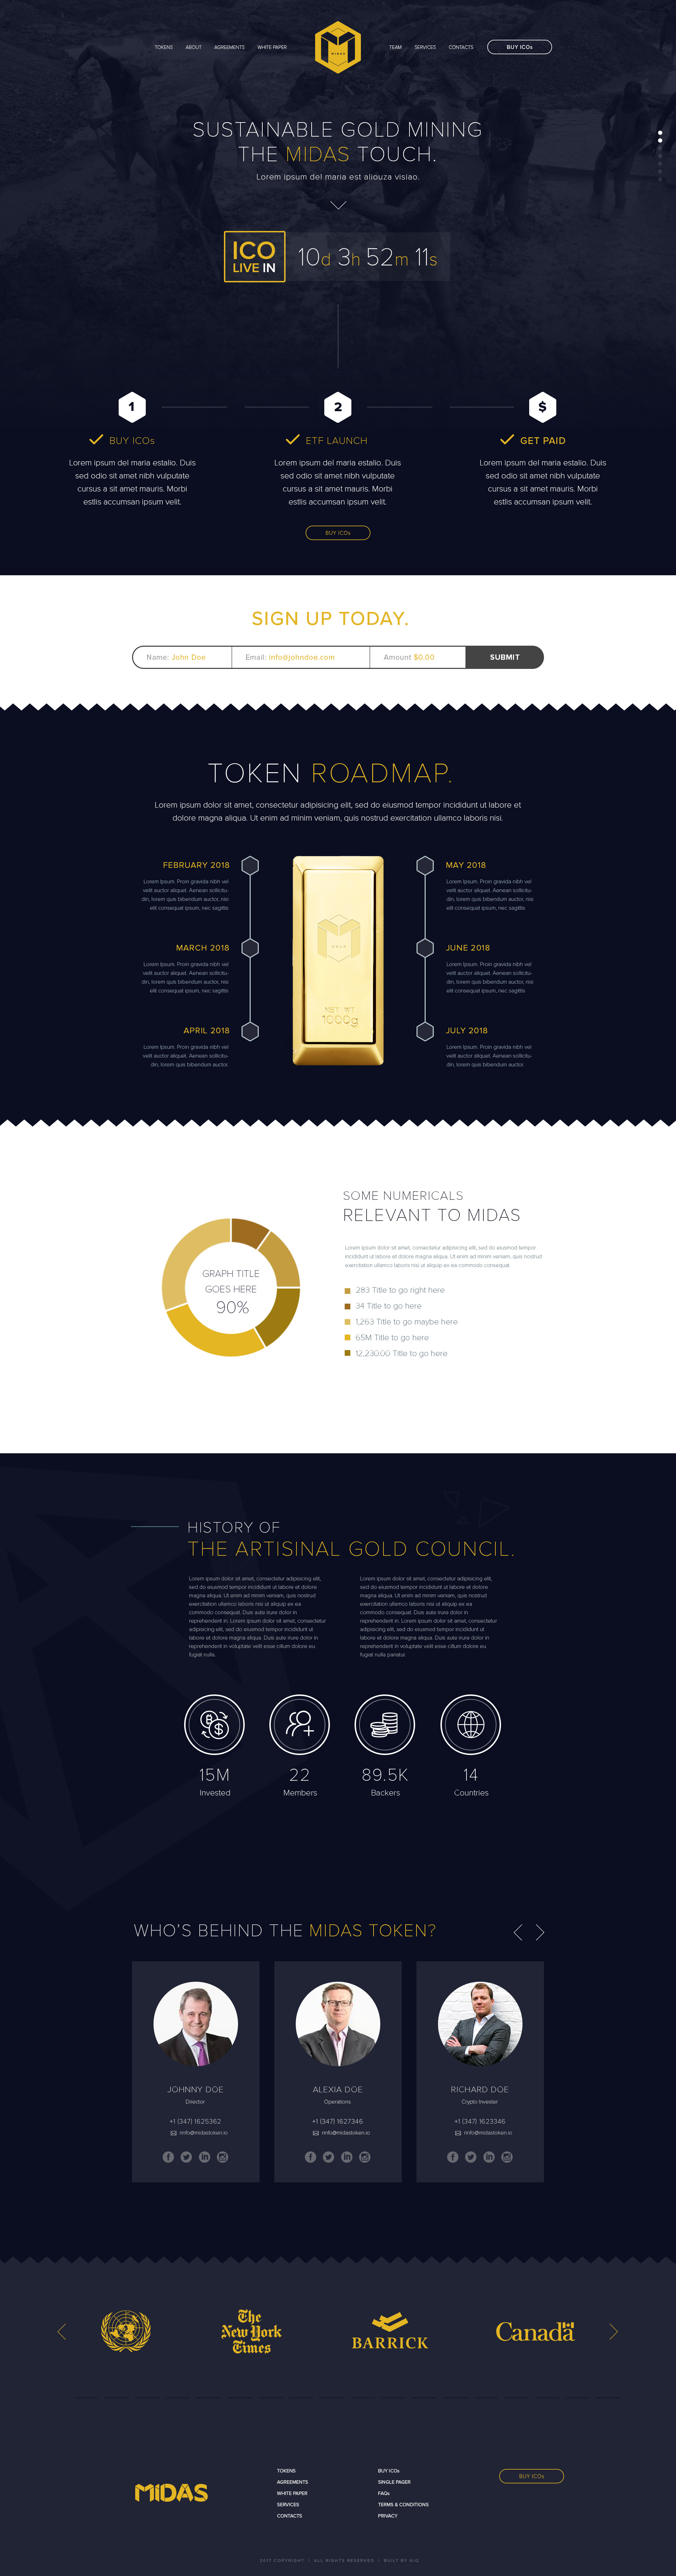 TOKENS ABOUT AGREEMENTS WHITE PAPER
MIDAS
TEAM SERVICES CONTACTS BUY ICOs
SUSTAINABLE GOLD MINING
THE MIDAS TOUCH.
Lorem ipsum del maria est aliouza visiao.
ICO
LIVE IN
10d 3h 52m 11s
1
2
$
BUY ICOs
Lorem ipsum del maria estalio. Duis
sed odio sit amet nibh vulputate
cursus a sit amet mauris. Morbi
estlis accumsan ipsum velit.
ETF LAUNCH
Lorem ipsum del maria estalio. Duis
sed odio sit amet nibh vulputate
cursus a sit amet mauris. Morbi
estlis accumsan ipsum velit.
GET PAID
Lorem ipsum del maria estalio. Duis
sed odio sit amet nibh vulputate
cursus a sit amet mauris. Morbi
estlis accumsan ipsum velit.
BUY ICOs
SIGN UP TODAY.
Name: John Doe Email: info@johndoe.com Amount $0.00 SUBMIT
TOKEN ROADMAP.
Lorem ipsum dolor sit amet, consectetur adipisicing elit, sed do eiusmod tempor incididunt ut labore et
dolore magna aliqua. Ut enim ad minim veniam, quis nostrud exercitation ullamco laboris nisi.
FEBRUARY 2018
Lorem Ipsum. Proin gravida nibh vel
velit auctor aliquet. Aenean sollicitu-
din, lorem quis bibendum auctor, nisi
elit consequat ipsum, nec sagittis
MARCH 2018
Lorem Ipsum. Proin gravida nibh vel
velit auctor aliquet. Aenean sollicitu-
din, lorem quis bibendum auctor, nisi
elit consequat ipsum, nec sagittis
APRIL 2018
Lorem Ipsum. Proin gravida nibh vel
velit auctor aliquet. Aenean sollicitu-
din, lorem quis bibendum auctor.
GOLD
NET WT
1000g
MAY 2018
Lorem Ipsum. Proin gravida nibh vel
velit auctor aliquet. Aenean sollicitu-
din, lorem quis bibendum auctor, nisi
elit consequat ipsum, nec sagittis
JUNE 2018
Lorem Ipsum. Proin gravida nibh vel
velit auctor aliquet. Aenean sollicitu-
din, lorem quis bibendum auctor, nisi
elit consequat ipsum, nec sagittis
JULY 2018
Lorem Ipsum. Proin gravida nibh vel
velit auctor aliquet. Aenean sollicitu-
din, lorem quis bibendum auctor.
GRAPH TITLE
GOES HERE
90%
SOME NUMERICALS
RELEVANT TO MIDAS
Lorem ipsum dolor sit amet, consectetur adipisicing elit, sed do eiusmod tempor
incididunt ut labore et dolore magna aliqua. Ut enim ad minim veniam, quis nostrud
exercitation ullamco laboris nisi ut aliquip ex ea commodo consequat.
283 Title to go right here
34 Title to go here
1,263 Title to go maybe here
65M Title to go here
12,230.00 Title to go here
HISTORY OF
THE ARTISINAL GOLD COUNCIL.
Lorem ipsum dolor sit amet, consectetur adipisicing elit,
sed do eiusmod tempor incididunt ut labore et dolore
magna aliqua. Ut enim ad minim veniam, quis nostrud
exercitation ullamco laboris nisi ut aliquip ex ea
commodo consequat. Duis aute irure dolor in
reprehenderit in. Lorem ipsum dolor sit amet, consectetur
adipisicing elit, sed do eiusmod tempor incididunt ut
labore et dolore magna aliqua. Duis aute irure dolor in
reprehenderit in voluptate velit esse cillum dolore eu
fugiat nulla.
Lorem ipsum dolor sit amet, consectetur adipisicing elit,
sed do eiusmod tempor incididunt ut labore et dolore
magna aliqua. Ut enim ad minim veniam, quis nostrud
exercitation ullamco laboris nisi ut aliquip ex ea
commodo consequat. Duis aute irure dolor in
reprehenderit in. Lorem ipsum dolor sit amet, consectetur
adipisicing elit, sed do eiusmod tempor incididunt ut
labore et dolore magna aliqua. Duis aute irure dolor in
reprehenderit in voluptate velit esse cillum dolore eu
fugiat nulla pariatur.
15M
Invested
22
Members
89.5K
Backers
14
Countries
WHO'S BEHIND THE MIDAS TOKEN?
JOHNNY DOE
Director
+1 (347) 1625362
rinfo@midastoken.io
ALEXIA DOE
Operations
+1 (347) 1627346
rinfo@midastoken.io
RICHARD DOE
Crypto Invester
+1 (347) 1623346
rinfo@midastoken.io
The
New York
Times
BARRICK
Canada
MIDAS
TOKENS
AGREEMENTS
WHITE PAPER
SERVICES
CONTACTS
BUY ICOs
SINGLE PAGER
FAQs
TERMS & CONDITIONS
PRIVACY
BUY ICOs
2017 COPYRIGHT | ALL RIGHTS RESERVED | BUILT BY GIG